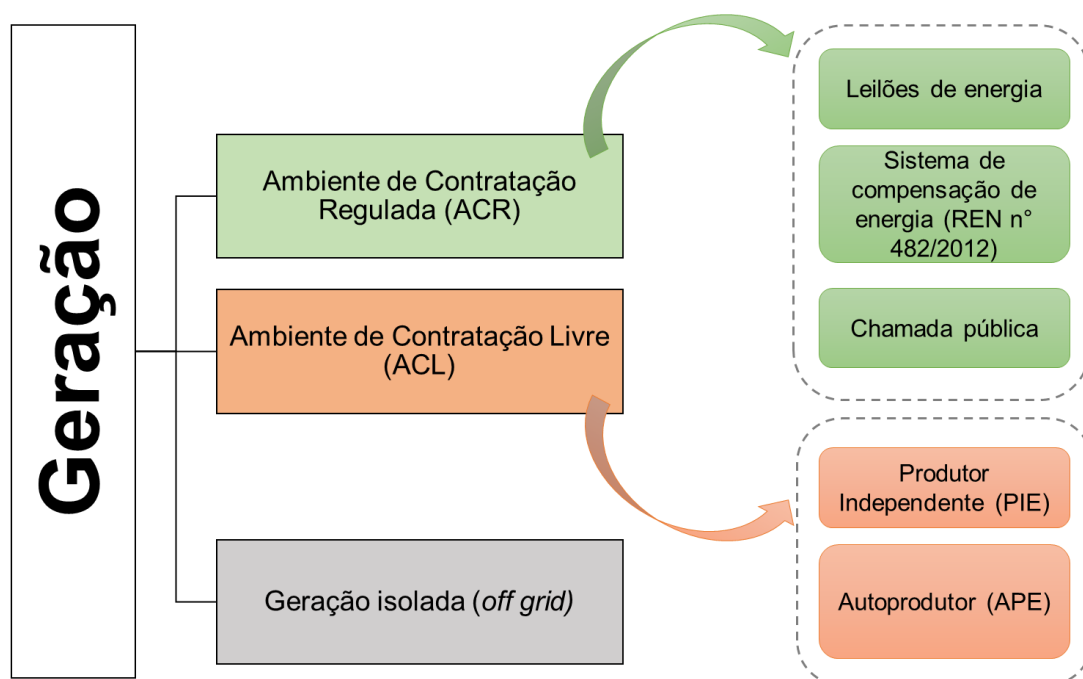 Geração
Ambiente de Contratação
Regulada (ACR)
Ambiente de Contratação Livre
(ACL)
Geração isolada (off grid)
Leilões de energia
Sistema de
compensação de
energia (REN n°
482/2012)
Chamada pública
Produtor
Independente (PIE)
Autoprodutor (APE)